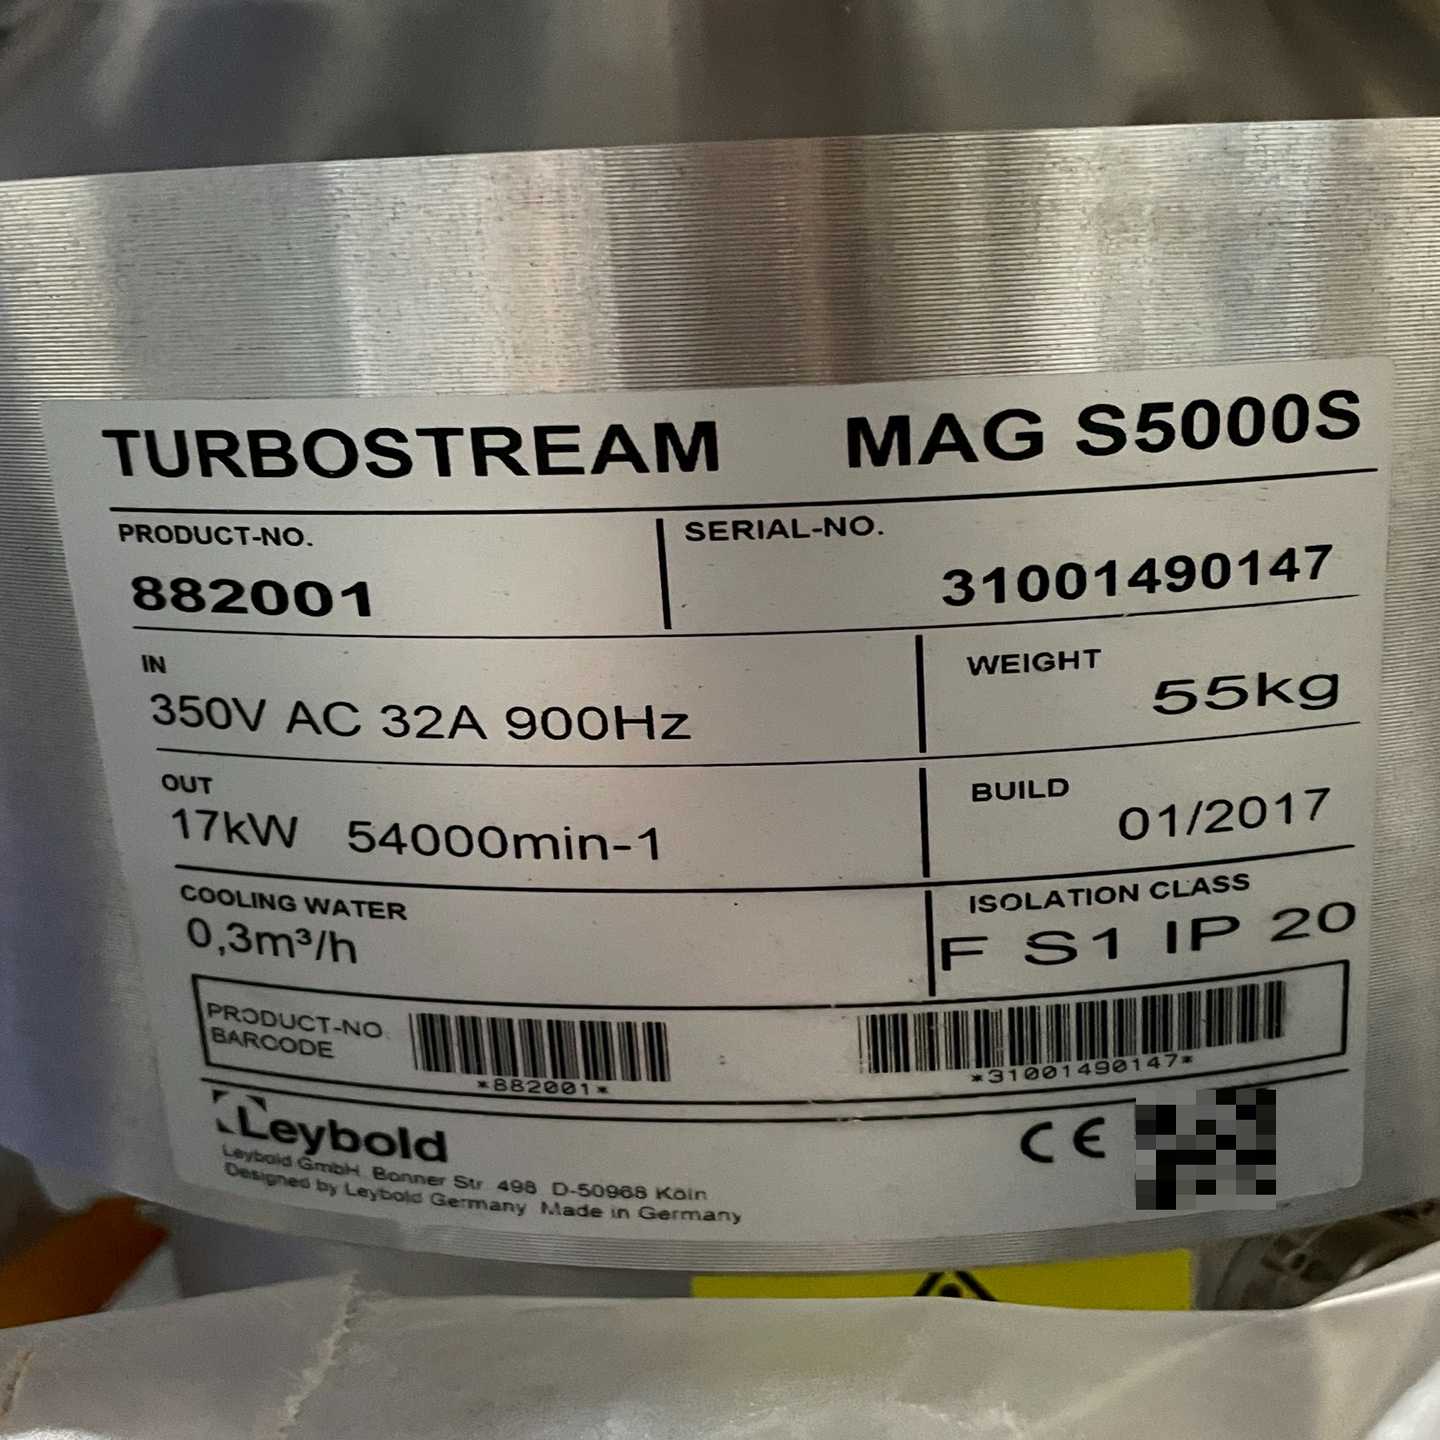 TURBOSTREAM MAG S5000S
PRODUCT-NO. SERIAL-NO.
882001 31001490147
IN WEIGHT
350V AC 32A 900Hz 55kg
OUT BUILD
17kW 54000min-1 01/2017
COOLING WATER ISOLATION CLASS
0,3m³/h F S1 IP 20
PRODUCT-NO.
BARCODE
*882001* *31001490147*
Leybold CE
Leybold GmbH Bonner Str. 498 D-50968 Köln
Designed by Leybold Germany Made in Germany